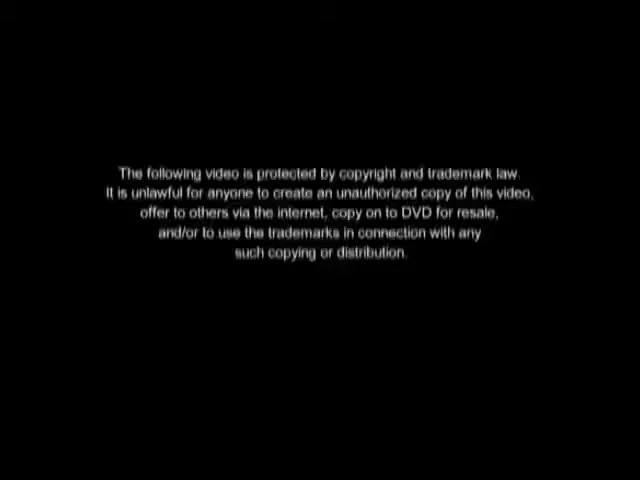 The following video is protected by copyright and trademark law.
It is unlawful for anyone to create an unauthorized copy of this video,
offer to others via the internet, copy on to DVD for resale,
and/or to use the trademarks in connection with any
such copying or distribution.